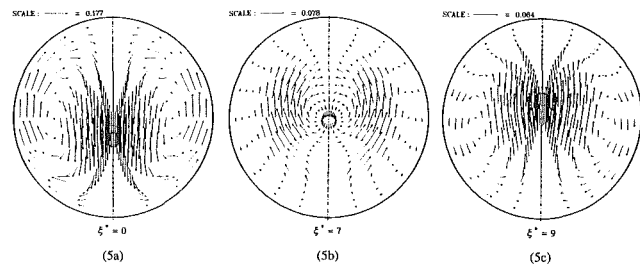 SCALE : = 0.177
SCALE : = 0.078
SCALE : = 0.064
ξ* = 0
ξ* = 7
ξ* = 9
(5a)
(5b)
(5c)